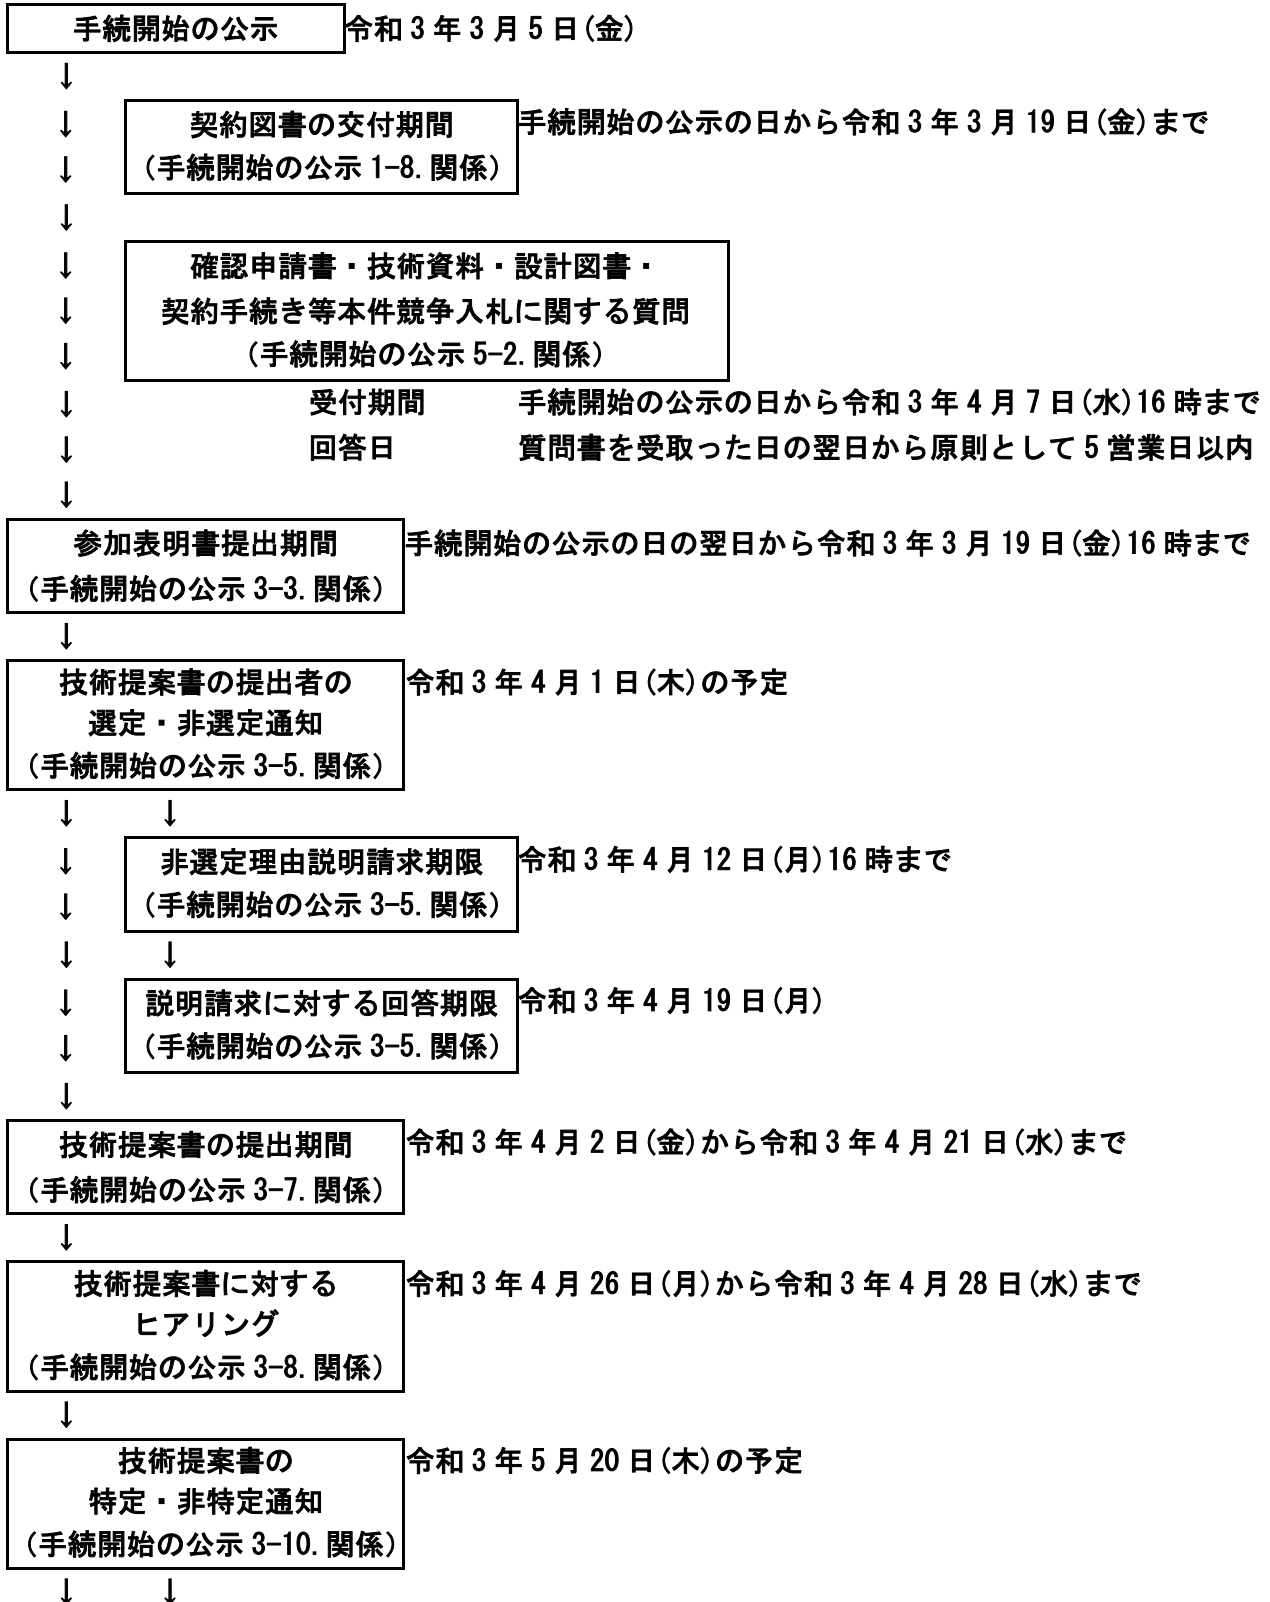 手続開始の公示 令和3年3月5日(金)
↓
↓ 契約図書の交付期間 手続開始の公示の日から令和3年3月19日(金)まで
↓ (手続開始の公示1-8.関係)
↓
↓ 確認申請書・技術資料・設計図書・
↓ 契約手続き等本件競争入札に関する質問
↓ (手続開始の公示5-2.関係)
↓ 受付期間 手続開始の公示の日から令和3年4月7日(水)16時まで
↓ 回答日 質問書を受取った日の翌日から原則として5営業日以内
↓
参加表明書提出期間 手続開始の公示の日の翌日から令和3年3月19日(金)16時まで
(手続開始の公示3-3.関係)
↓
技術提案書の提出者の 令和3年4月1日(木)の予定
選定・非選定通知
(手続開始の公示3-5.関係)
↓ ↓
↓ 非選定理由説明請求期限 令和3年4月12日(月)16時まで
↓ (手続開始の公示3-5.関係)
↓ ↓
↓ 説明請求に対する回答期限 令和3年4月19日(月)
↓ (手続開始の公示3-5.関係)
↓
技術提案書の提出期間 令和3年4月2日(金)から令和3年4月21日(水)まで
(手続開始の公示3-7.関係)
↓
技術提案書に対する 令和3年4月26日(月)から令和3年4月28日(水)まで
ヒアリング
(手続開始の公示3-8.関係)
↓
技術提案書の 令和3年5月20日(木)の予定
特定・非特定通知
(手続開始の公示3-10.関係)
↓ ↓